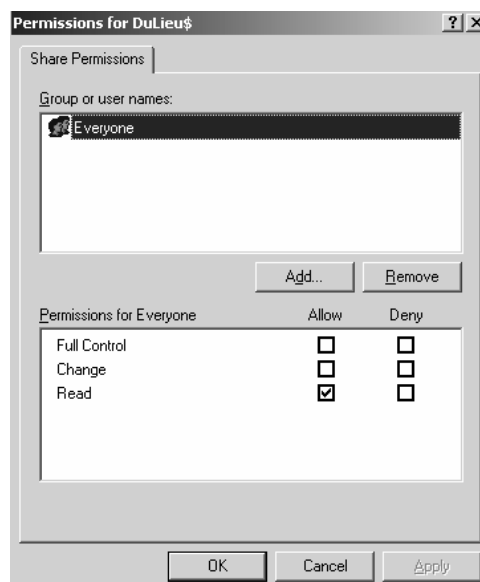 Permissions for DuLieu$
Share Permissions
Group or user names:
Everyone
Add... Remove
Permissions for Everyone Allow Deny
Full Control
Change
Read
OK Cancel Apply